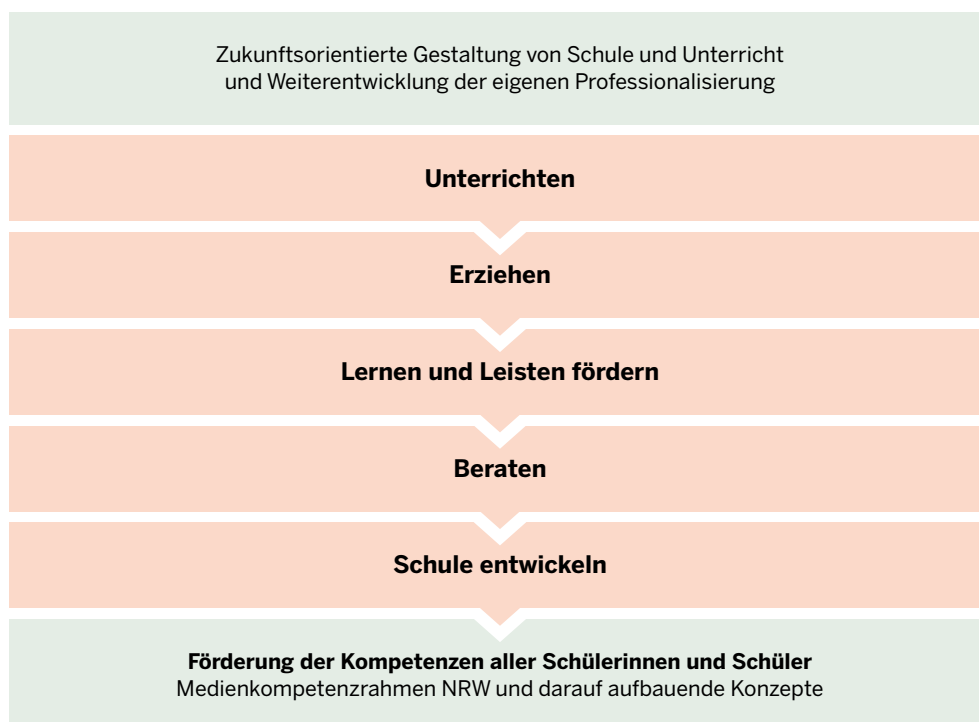 Zukunftsorientierte Gestaltung von Schule und Unterricht
und Weiterentwicklung der eigenen Professionalisierung
Unterrichten
Erziehen
Lernen und Leisten fördern
Beraten
Schule entwickeln
Förderung der Kompetenzen aller Schülerinnen und Schüler
Medienkompetenzrahmen NRW und darauf aufbauende Konzepte